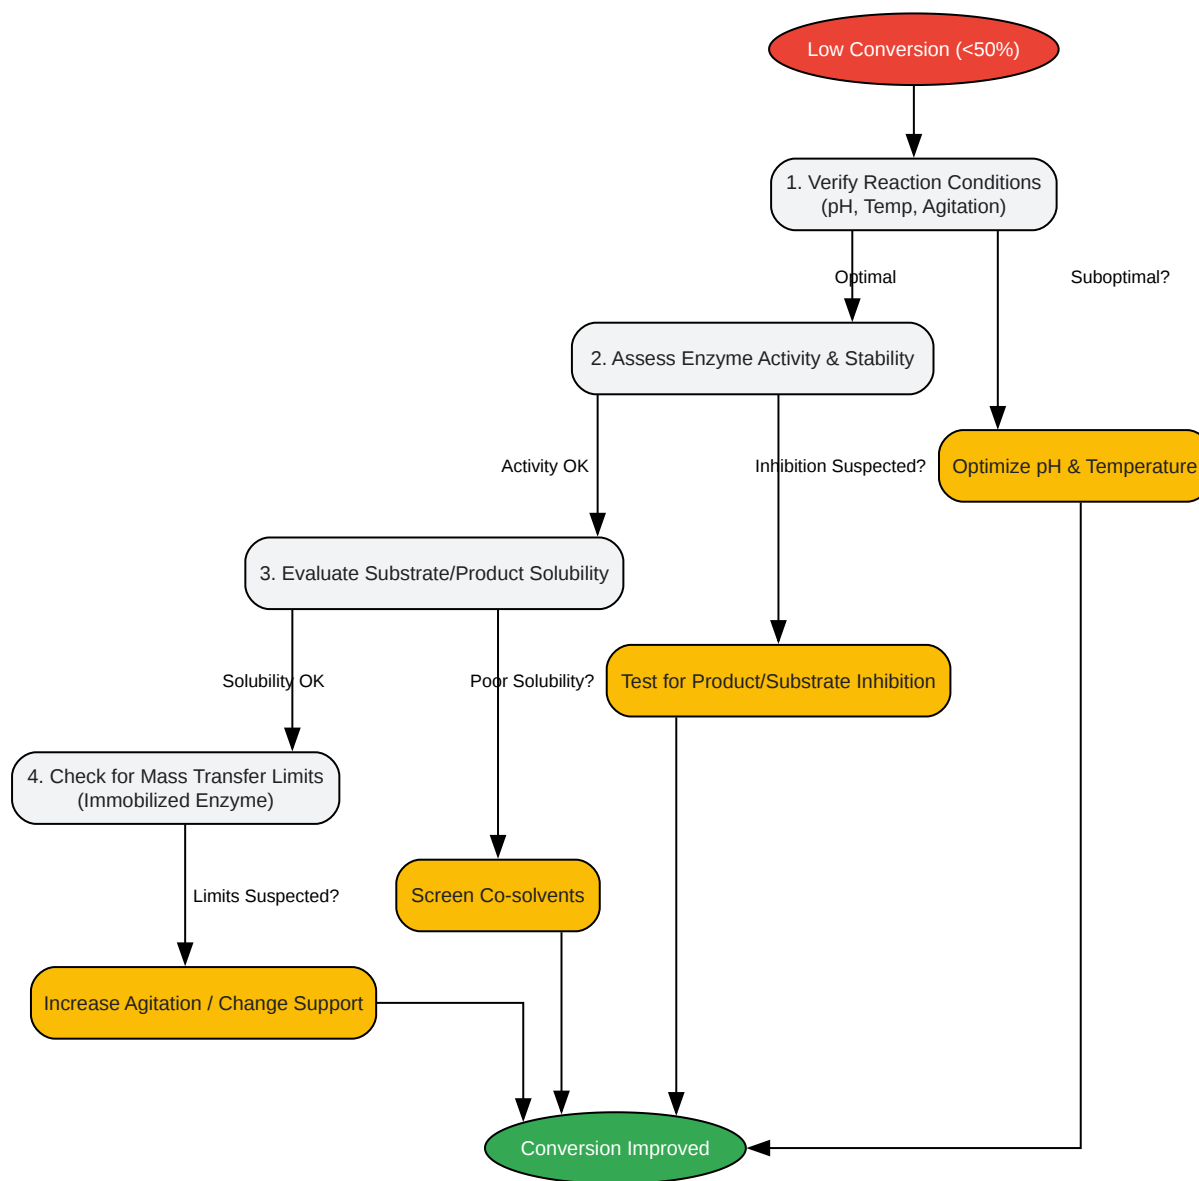 Low Conversion (<50%)
1. Verify Reaction Conditions
(pH, Temp, Agitation)
Optimal
Suboptimal?
2. Assess Enzyme Activity & Stability
Activity OK
Inhibition Suspected?
Optimize pH & Temperature
3. Evaluate Substrate/Product Solubility
Solubility OK
Poor Solubility?
Test for Product/Substrate Inhibition
4. Check for Mass Transfer Limits
(Immobilized Enzyme)
Limits Suspected?
Screen Co-solvents
Increase Agitation / Change Support
Conversion Improved